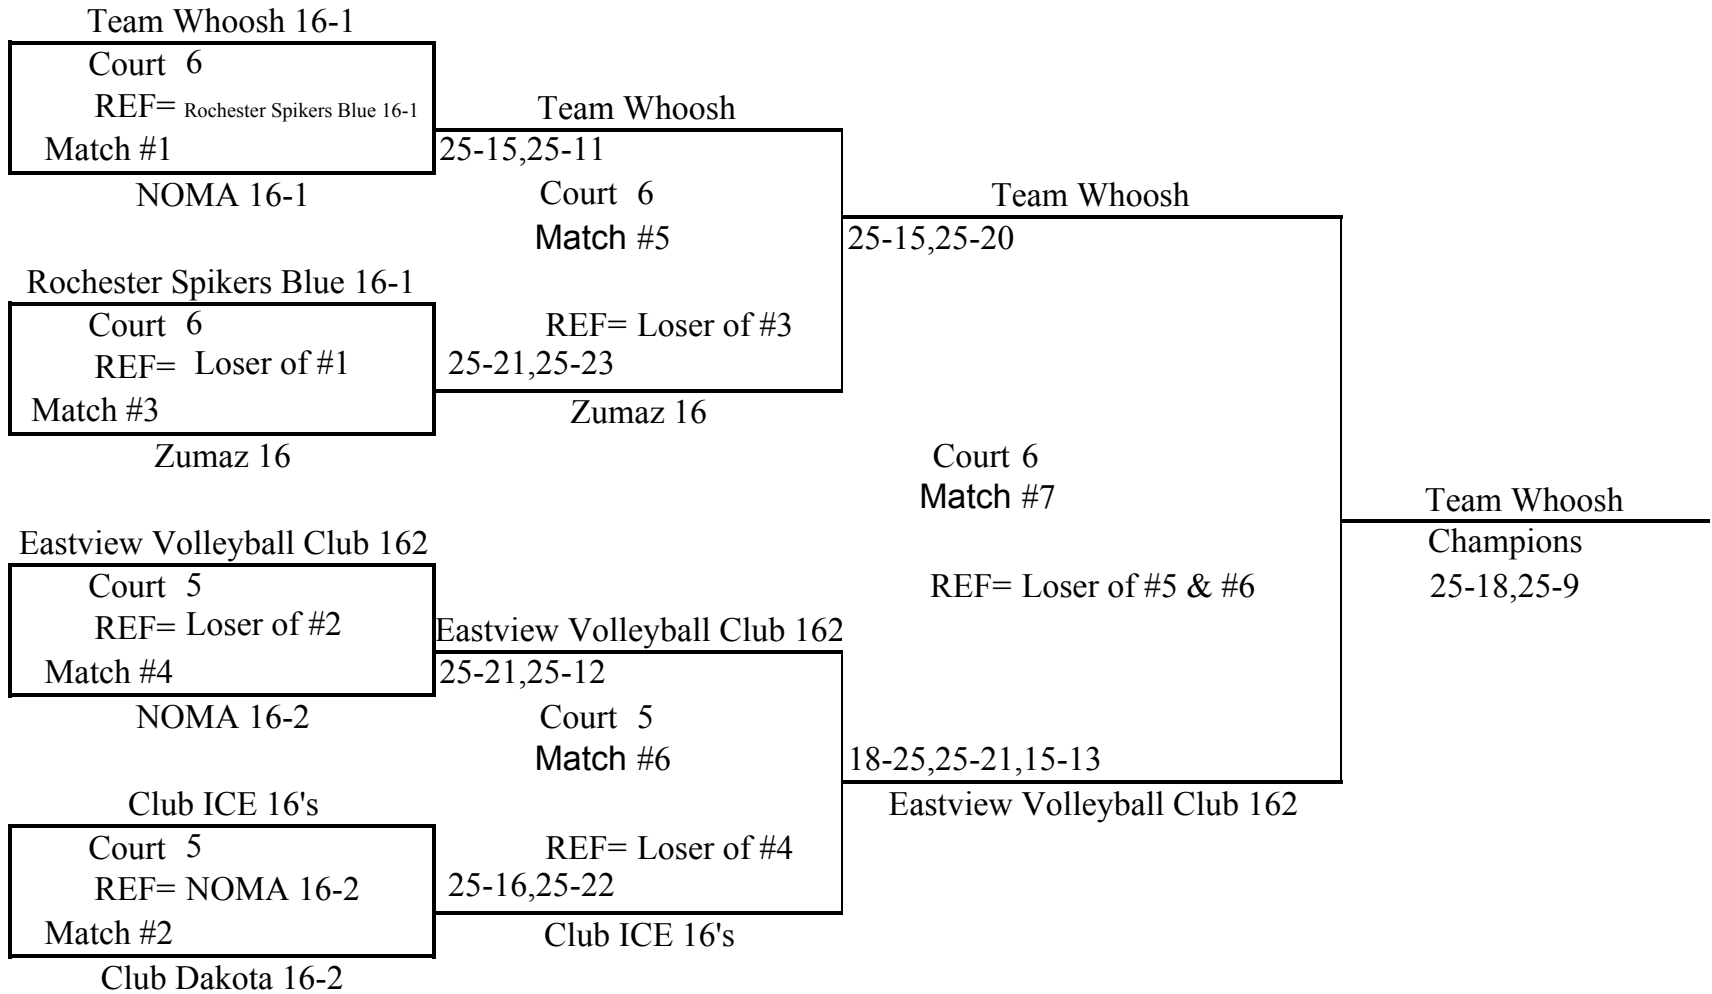 Team Whoosh 16-1
Court 6
REF= Rochester Spikers Blue 16-1
Match #1
NOMA 16-1
Rochester Spikers Blue 16-1
Court 6
REF= Loser of #1
Match #3
Zumaz 16
Eastview Volleyball Club 162
Court 5
REF= Loser of #2
Match #4
NOMA 16-2
Club ICE 16's
Court 5
REF= NOMA 16-2
Match #2
Club Dakota 16-2
Team Whoosh
25-15,25-11
Court 6
Match #5
REF= Loser of #3
25-21,25-23
Zumaz 16
Eastview Volleyball Club 162
25-21,25-12
Court 5
Match #6
REF= Loser of #4
25-16,25-22
Club ICE 16's
Team Whoosh
25-15,25-20
Court 6
Match #7
REF= Loser of #5 & #6
18-25,25-21,15-13
Eastview Volleyball Club 162
Team Whoosh
Champions
25-18,25-9